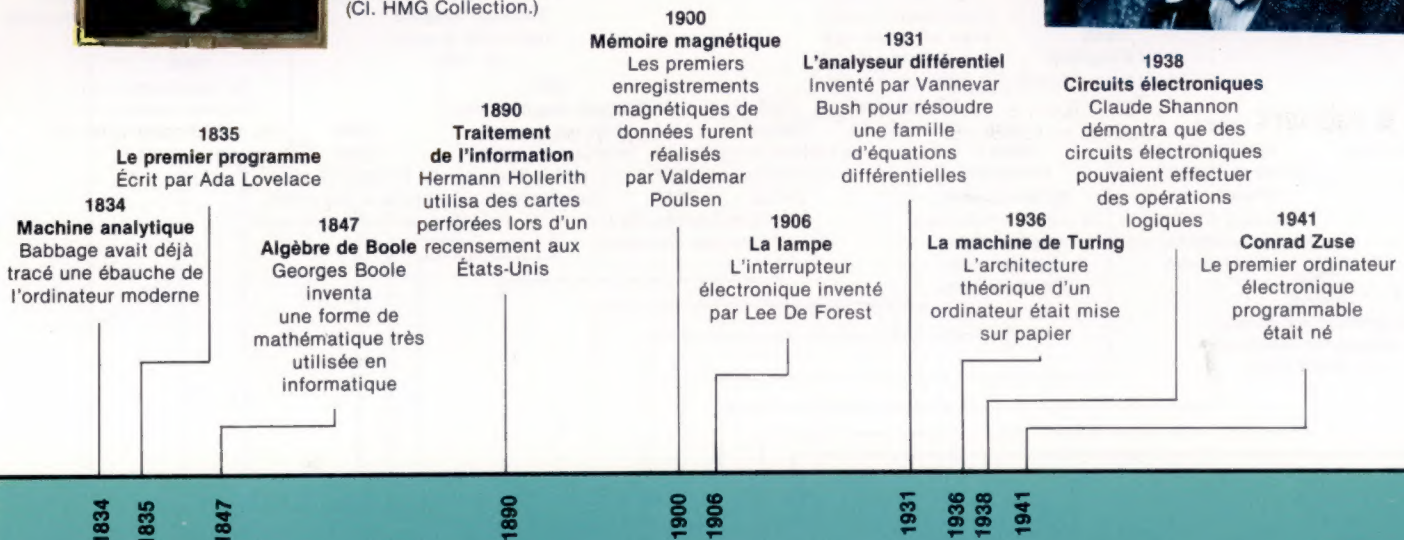 (Cl. HMG Collection.)
1834
Machine analytique
Babbage avait déjà
tracé une ébauche de
l'ordinateur moderne
1835
Le premier programme
Écrit par Ada Lovelace
1847
Algèbre de Boole
Georges Boole
inventa
une forme de
mathématique très
utilisée en
informatique
1890
Traitement
de l'information
Hermann Hollerith
utilisa des cartes
perforées lors d'un
recensement aux
États-Unis
1900
Mémoire magnétique
Les premiers
enregistrements
magnétiques de
données furent
réalisés
par Valdemar
Poulsen
1906
La lampe
L'interrupteur
électronique inventé
par Lee De Forest
1931
L'analyseur différentiel
Inventé par Vannevar
Bush pour résoudre
une famille
d'équations
différentielles
1936
La machine de Turing
L'architecture
théorique d'un
ordinateur était mise
sur papier
1938
Circuits électroniques
Claude Shannon
démontra que des
circuits électroniques
pouvaient effectuer
des opérations
logiques
1941
Conrad Zuse
Le premier ordinateur
électronique
programmable
était né
1834
1835
1847
1890
1900
1906
1931
1936
1938
1941